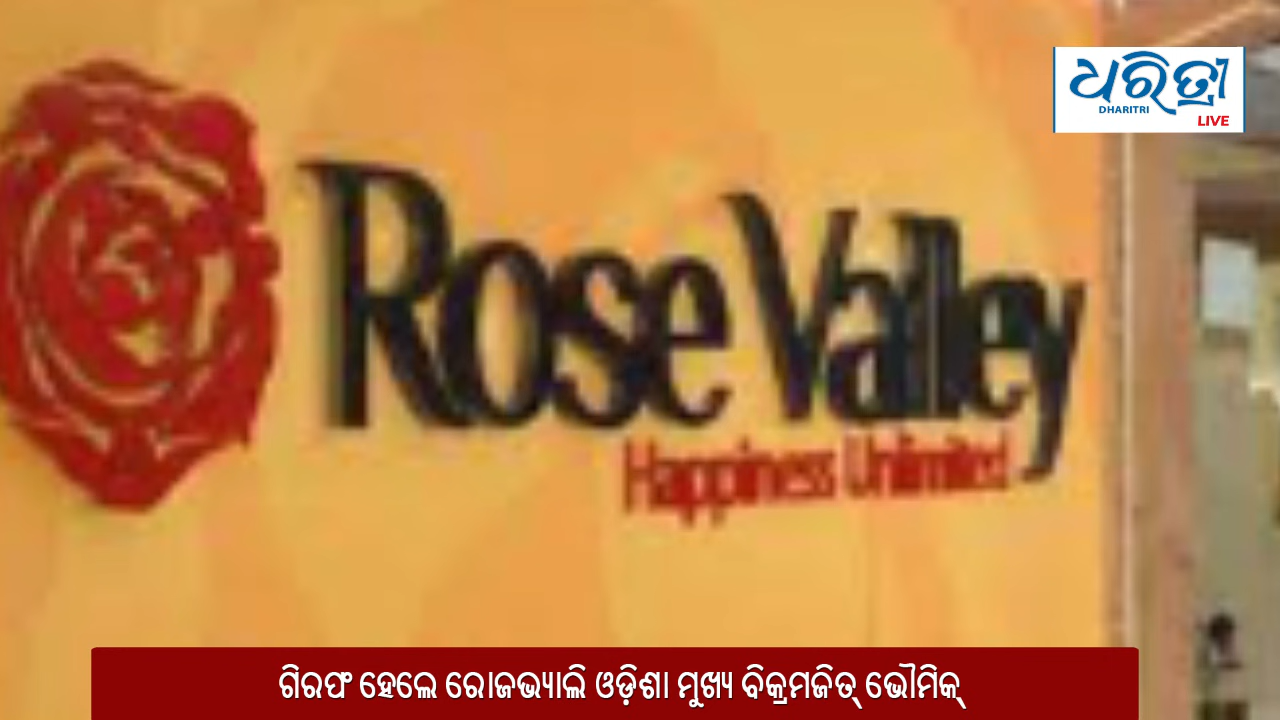 ଧରିତ୍ରୀ
DHARITRI
LIVE
Rose Valley
Happiness Unlimited
ଗିରଫ ହେଲେ ରୋଜଭ୍ୟାଲି ଓଡ଼ିଶା ମୁଖ୍ୟ ବିକ୍ରମଜିତ୍ ଭୌମିକ୍